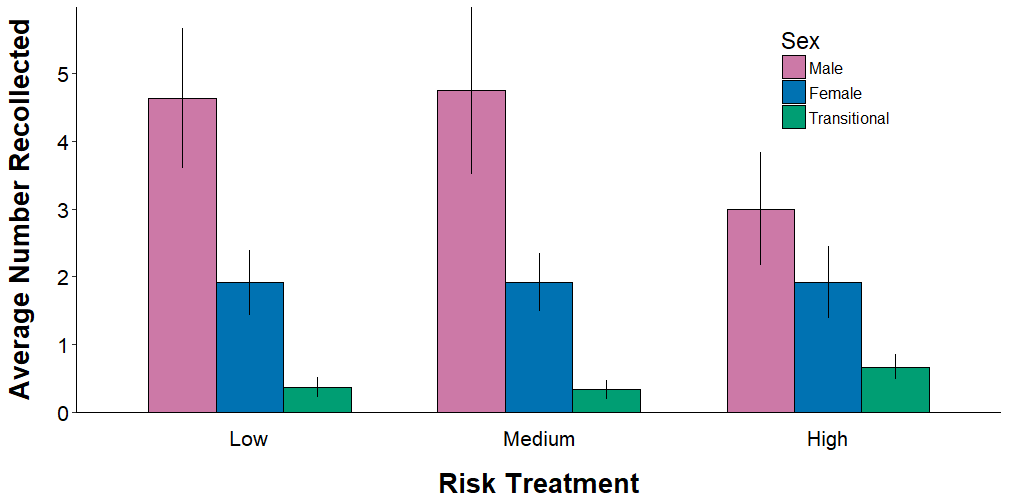 Average Number Recollected
5
4
3
2
1
0
Sex
Male
Female
Transitional
Low
Medium
High
Risk Treatment